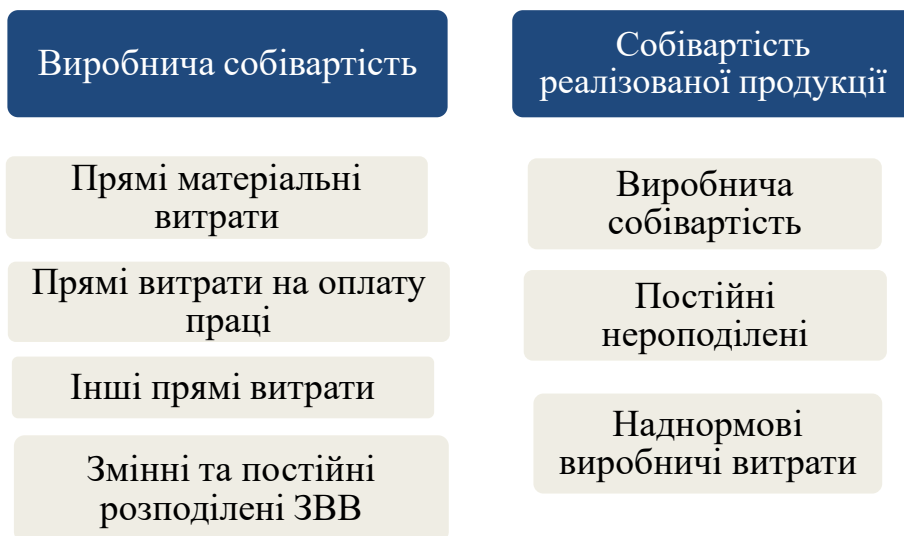 Виробнича собівартість
Прямі матеріальні
витрати
Прямі витрати на оплату
праці
Інші прямі витрати
Змінні та постійні
розподілені ЗВВ
Собівартість
реалізованої продукції
Виробнича
собівартість
Постійні
нероподілені
Наднормові
виробничі витрати